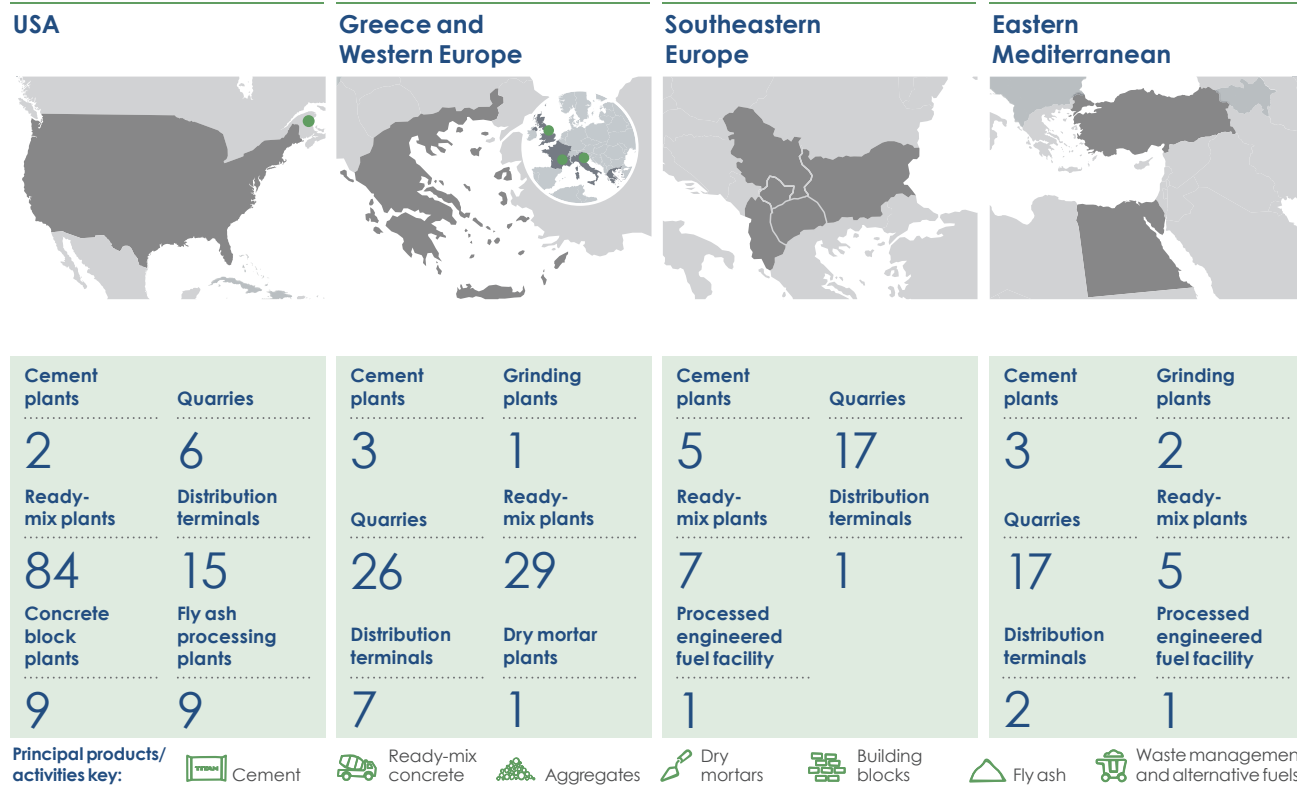 USA
Greece and
Western Europe
Southeastern
Europe
Eastern
Mediterranean
Cement
plants
Quarries
2
6
Ready-
mix plants
Distribution
terminals
84
15
Concrete
block
plants
Fly ash
processing
plants
9
9
Cement
plants
Grinding
plants
3
1
Quarries
Ready-
mix plants
26
29
Distribution
terminals
Dry mortar
plants
7
1
Cement
plants
Quarries
5
17
Ready-
mix plants
Distribution
terminals
7
1
Processed
engineered
fuel facility
1
Cement
plants
Grinding
plants
3
2
Quarries
Ready-
mix plants
17
5
Distribution
terminals
Processed
engineered
fuel facility
2
1
Principal products/
activities key:
TITAN
Cement
Ready-mix
concrete
Aggregates
Dry
mortars
Building
blocks
Fly ash
Waste managemen
and alternative fuels